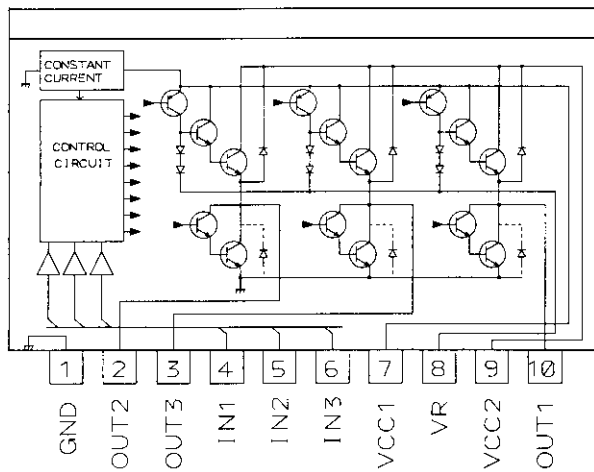 CONSTANT
CURRENT
CONTROL
CIRCUIT
1 2 3 4 5 6 7 8 9 10
GND OUT2 OUT3 IN1 IN2 IN3 VCC1 VR VCC2 OUT1